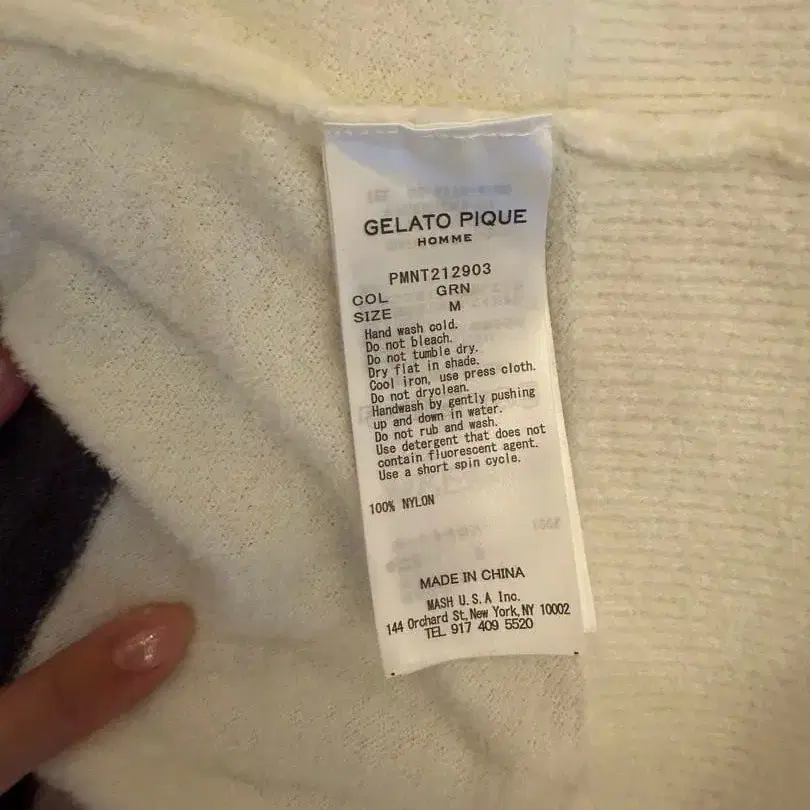 GELATO PIQUE
HOMME
PMNT212903
COL GRN
SIZE M
Hand wash cold.
Do not bleach.
Do not tumble dry.
Dry flat in shade.
Cool iron, use press cloth.
Do not dryclean.
Handwash by gently pushing
up and down in water.
Do not rub and wash.
Use detergent that does not
contain fluorescent agent.
Use a short spin cycle.
100% NYLON
MADE IN CHINA
MASH U.S.A Inc.
144 Orchard St, New York, NY 10002
TEL 917 409 5520